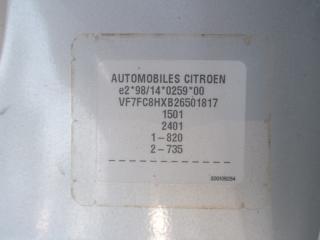 AUTOMOBILES CITROEN
e2*98/14*0259*00
VF7FC8HXB26501817
1501
2401
1-820
2-735